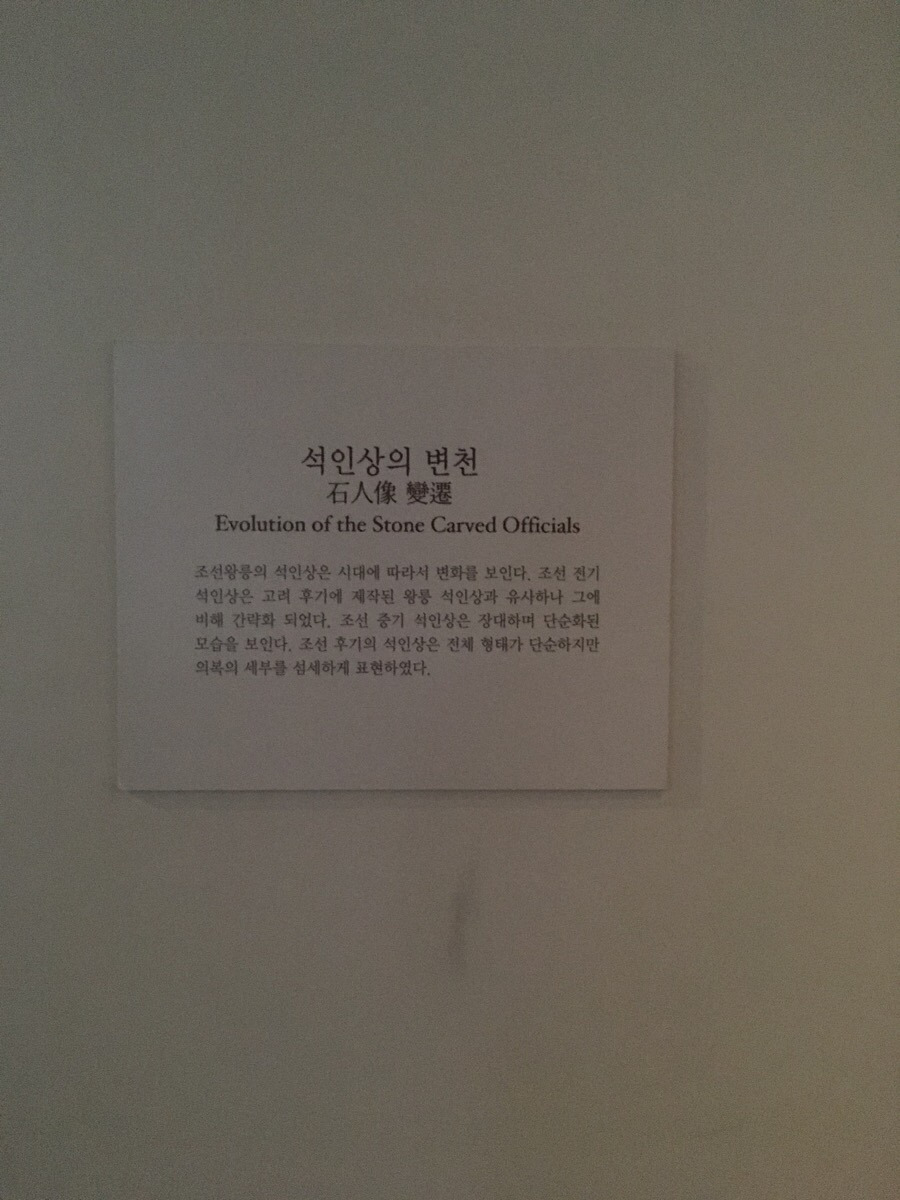 석인상의 변천
石人像 變遷
Evolution of the Stone Carved Officials
조선왕릉의 석인상은 시대에 따라서 변화를 보인다. 조선 전기
석인상은 고려 후기에 제작된 왕릉 석인상과 유사하나 그에
비해 간략화 되었다. 조선 중기 석인상은 장대하며 단순화된
모습을 보인다. 조선 후기의 석인상은 전체 형태가 단순하지만
의복의 세부를 섬세하게 표현하였다.